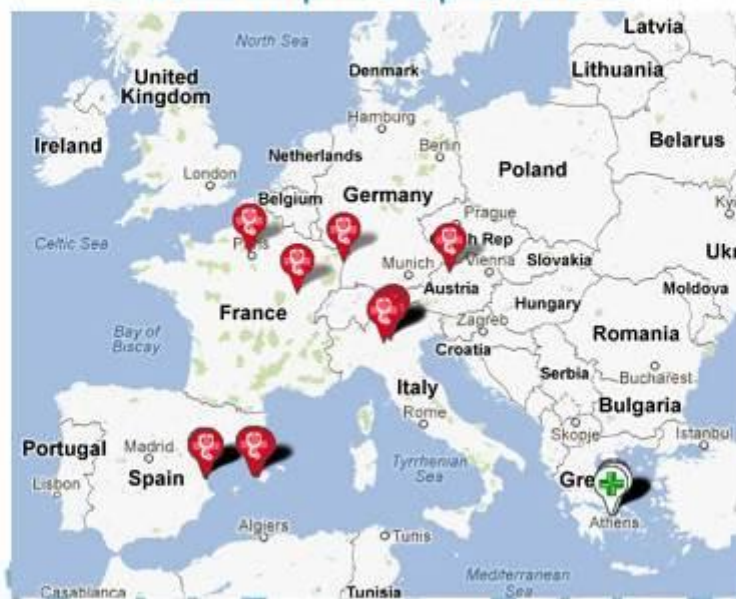 Latvia
North Sea
Denmark
Lithuania
United
Kingdom
Hamburg
Ireland
Berlin
Belarus
Netherlands
London
Poland
Belgium
Germany
Prague
Celtic Sea
Rep
Munich
Vienna
Slovakia
Austria
Moldova
France
Hungary
Zagreb
Bay of
Biscay
Croatia
Romania
Serbia
Bucharest
Italy
Bulgaria
Rome
Skopje
Istanbul
Portugal
Madrid
Tyrrhenian
Sea
Spain
Lisbon
Gre
Athens
Algiers
Tunis
Mediterranean
Sea
Casablanca
Tunisia